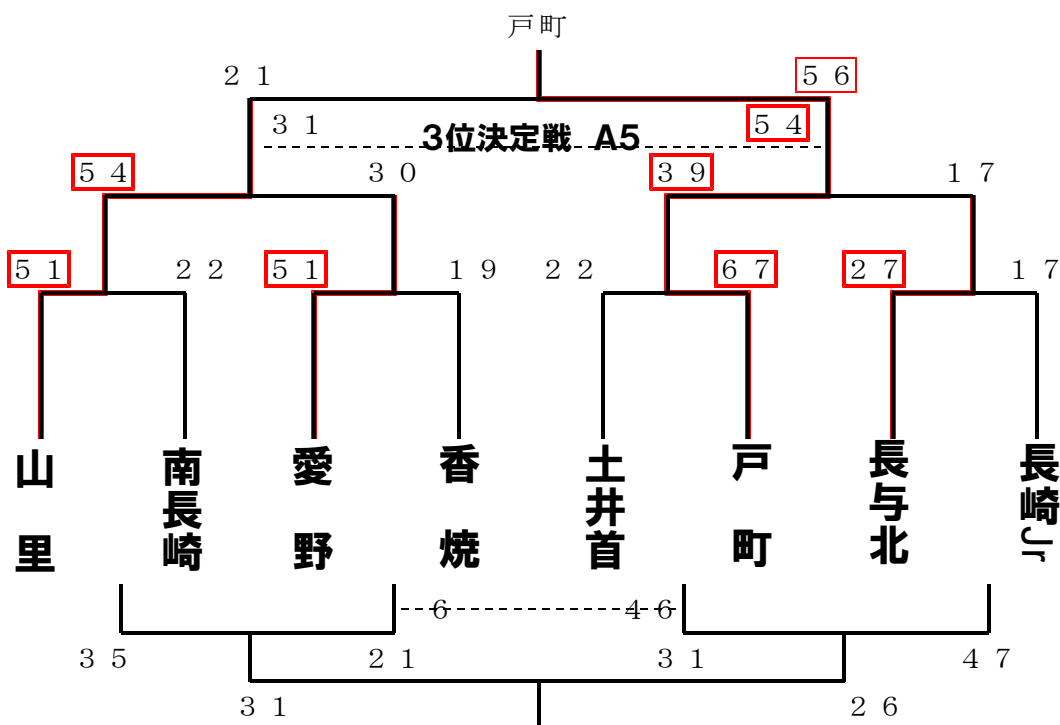 戸町
２１ ５６
３１ ５４
３位決定戦 A5
５４ ３０ ３９ １７
５１ ２２ ５１ １９ ２２ ６７ ２７ １７
山里
南長崎
愛野
香焼
土井首
戸町
長与北
長崎Jr
６ ４６
３５ ２１ ３１ ４７
３１ ２６